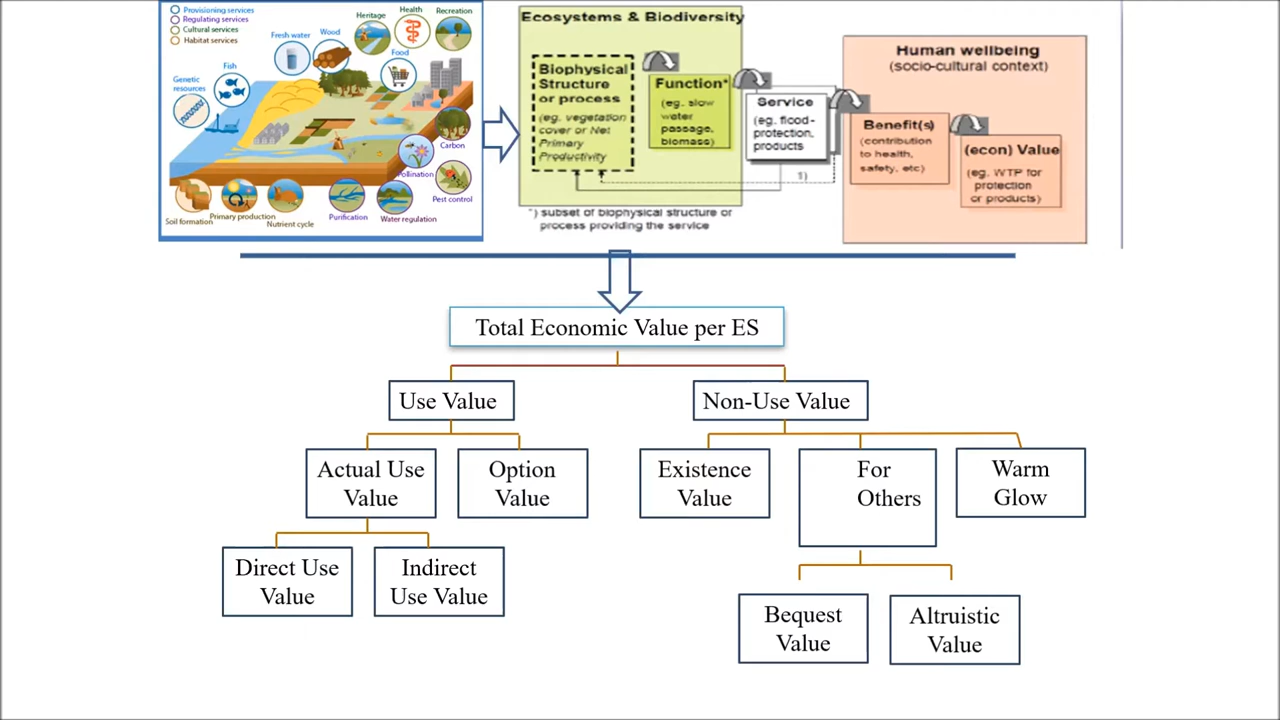 Provisioning services
Regulating services
Cultural services
Habitat services
Heritage
Health
Recreation
Fresh water
Wood
Food
Fish
Genetic
resources
Carbon
Pollination
Pest control
Soil formation
Primary production
Nutrient cycle
Purification
Water regulation
Ecosystems & Biodiversity
Biophysical
Structure
or process
(eg. vegetation
cover or Net
Primary
Productivity
Function*
(eg. slow
water
passage,
biomass)
Service
(eg. flood-
protection,
products
1)
*) subset of biophysical structure or
process providing the service
Human wellbeing
(socio-cultural context)
Benefit(s)
(contribution
to health,
safety, etc)
(econ) Value
(eg. WTP for
protection
or products)
Total Economic Value per ES
Use Value
Non-Use Value
Actual Use
Value
Option
Value
Existence
Value
For
Others
Warm
Glow
Direct Use
Value
Indirect
Use Value
Bequest
Value
Altruistic
Value